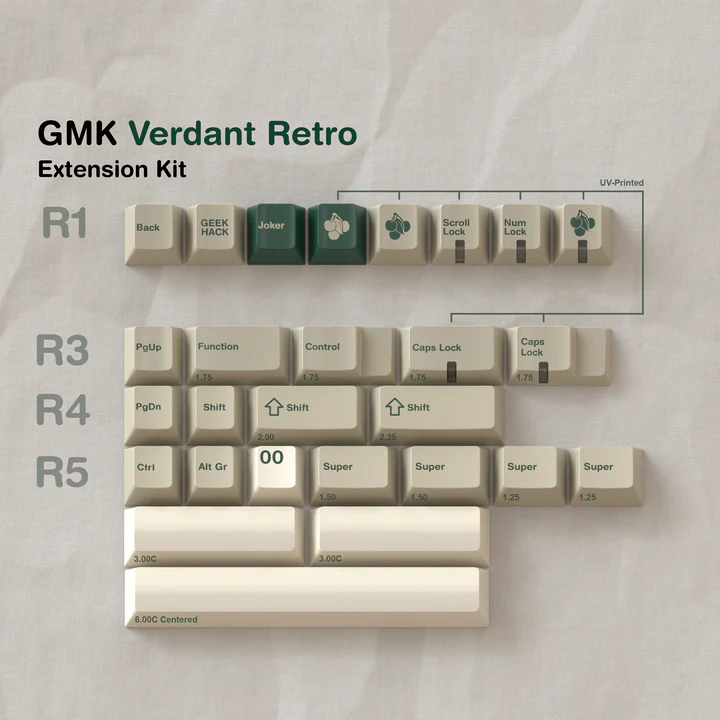 GMK Verdant Retro
Extension Kit
UV-Printed
R1
Back
GEEK
HACK
Joker
Scroll
Lock
Num
Lock
R3
PgUp
Function
1.75
Control
1.75
Caps Lock
1.75
Caps
Lock
1.75
R4
PgDn
Shift
Shift
2.00
Shift
2.25
R5
Ctrl
Alt Gr
00
Super
1.50
Super
1.50
Super
1.25
Super
1.25
3.00C
3.00C
6.00C Centered